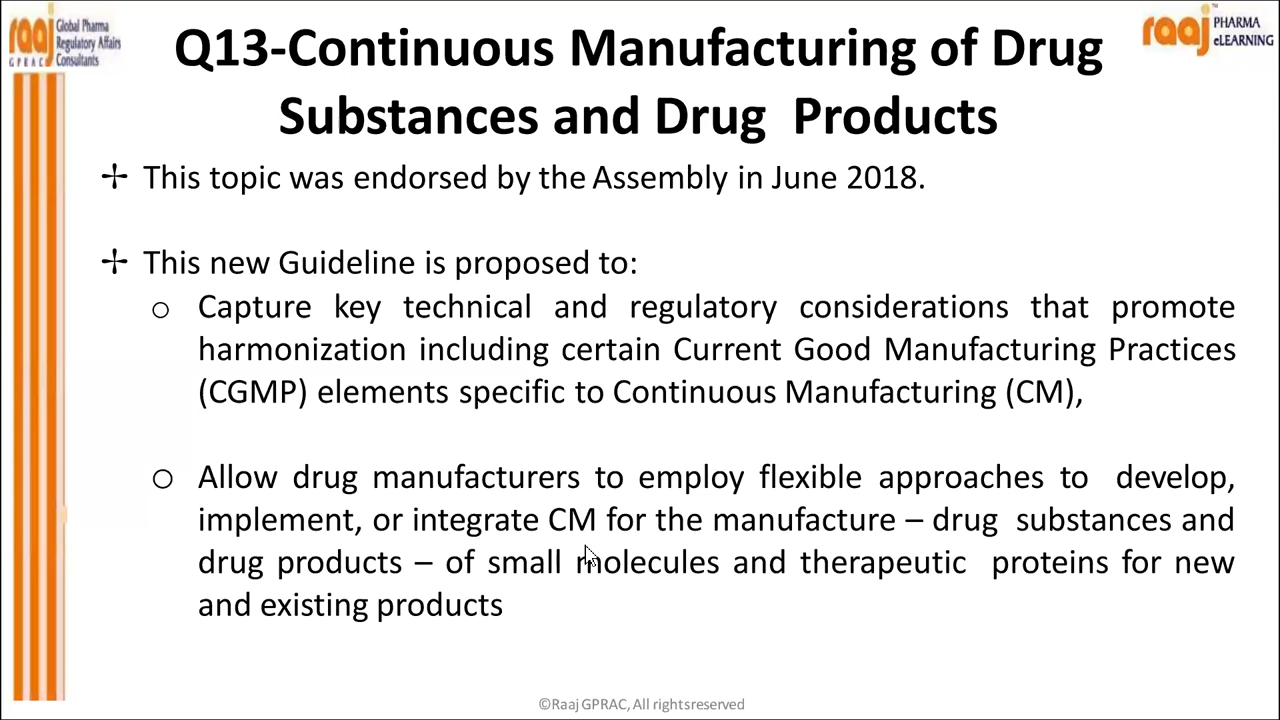 raaj Global Pharma
Regulatory Affairs
GPRAC Consultants
raaj™ PHARMA
eLEARNING
Q13-Continuous Manufacturing of Drug
Substances and Drug Products
This topic was endorsed by the Assembly in June 2018.
This new Guideline is proposed to:
Capture key technical and regulatory considerations that promote
harmonization including certain Current Good Manufacturing Practices
(CGMP) elements specific to Continuous Manufacturing (CM),
Allow drug manufacturers to employ flexible approaches to develop,
implement, or integrate CM for the manufacture – drug substances and
drug products – of small molecules and therapeutic proteins for new
and existing products
©Raaj GPRAC, All rightsreserved